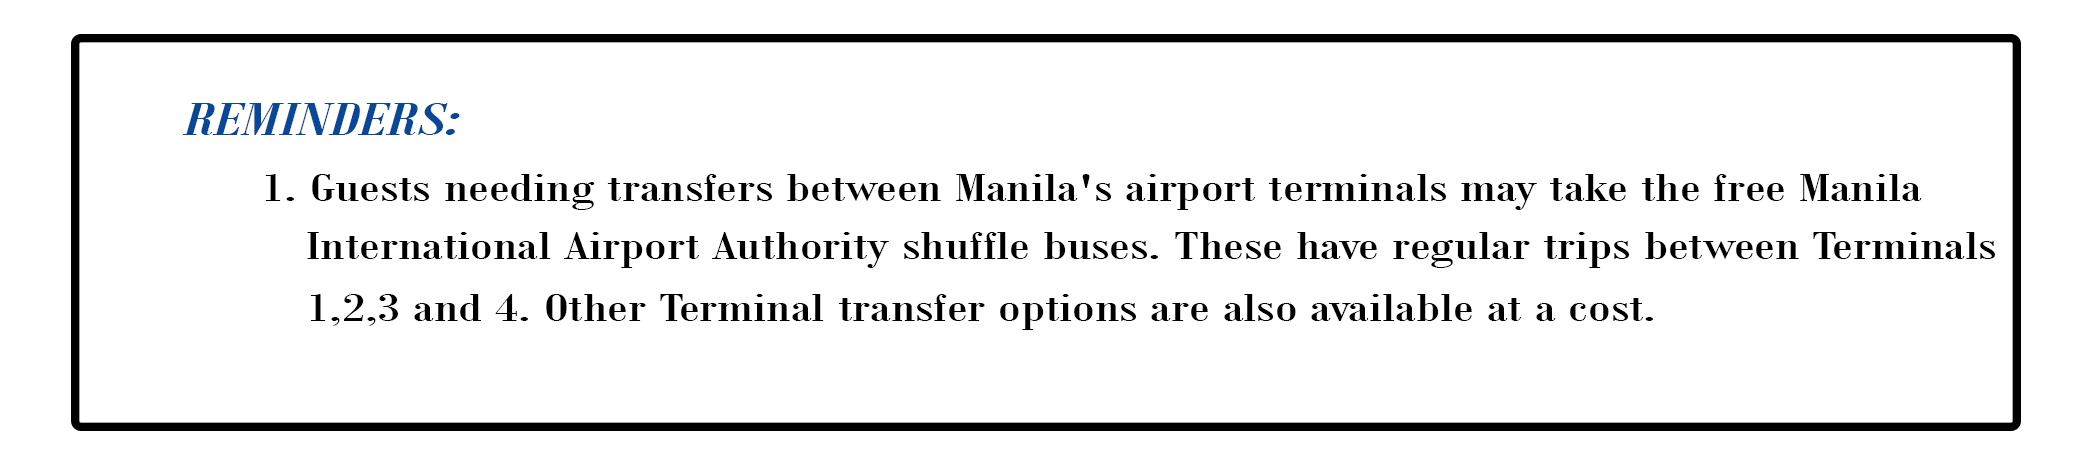 REMINDERS:
1. Guests needing transfers between Manila's airport terminals may take the free Manila
International Airport Authority shuffle buses. These have regular trips between Terminals
1,2,3 and 4. Other Terminal transfer options are also available at a cost.